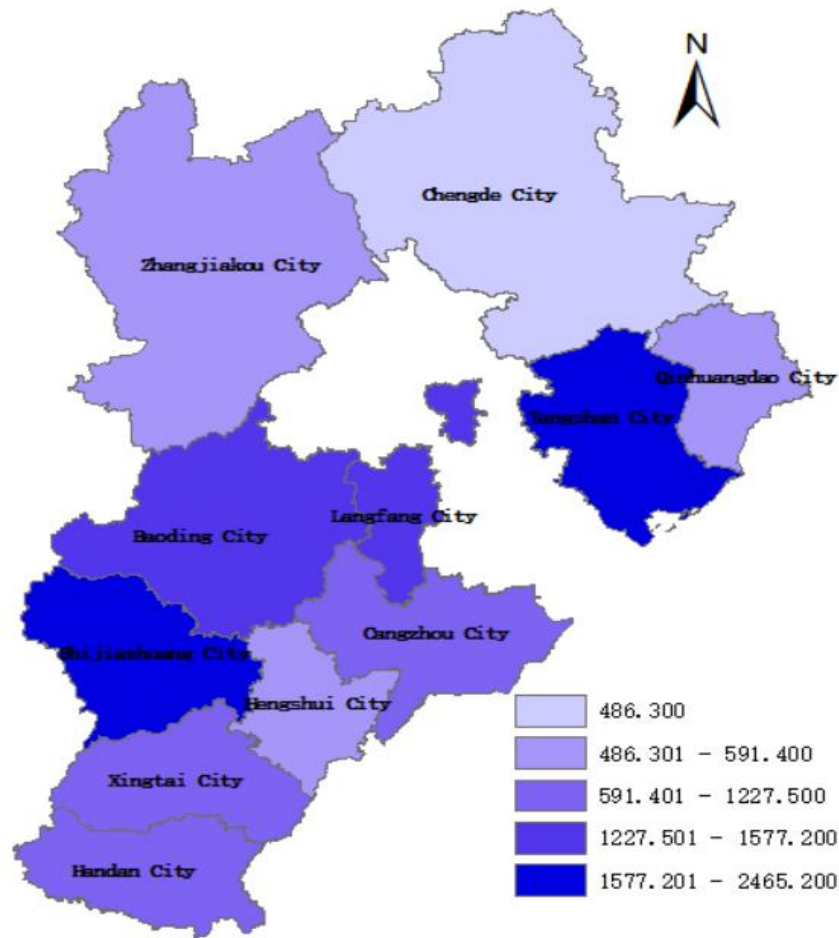 N
Chengde City
Zhangjiakou City
Qinhuangdao City
Tangshan City
Langfang City
Baoding City
Cangzhou City
Shijiazhuang City
Hengshui City
Xingtai City
Handan City
486.300
486.301 - 591.400
591.401 - 1227.500
1227.501 - 1577.200
1577.201 - 2465.200